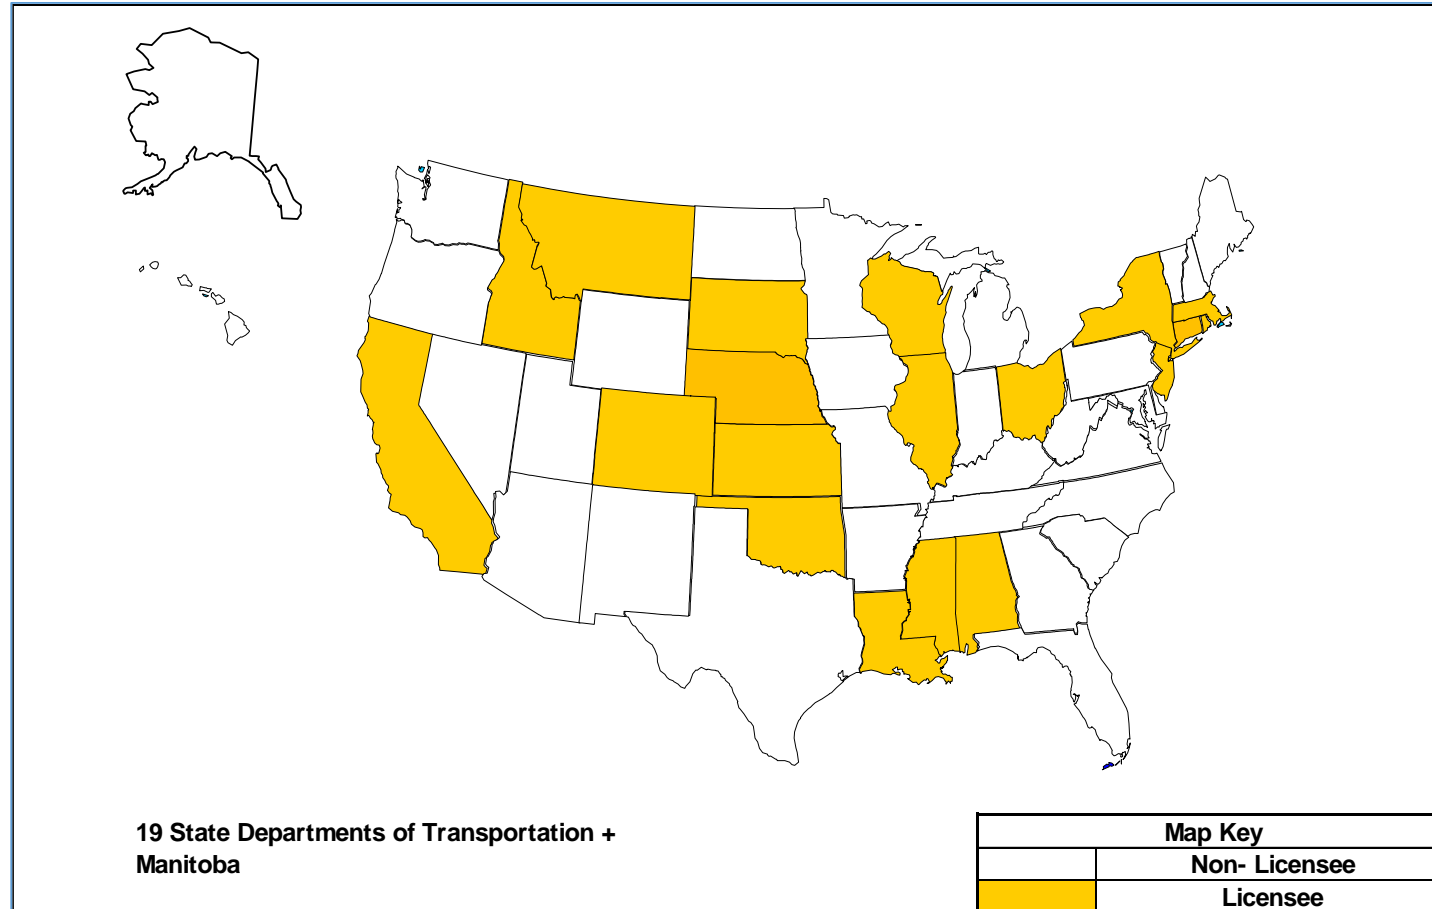 19 State Departments of Transportation +
Manitoba
Map Key
Non- Licensee
Licensee